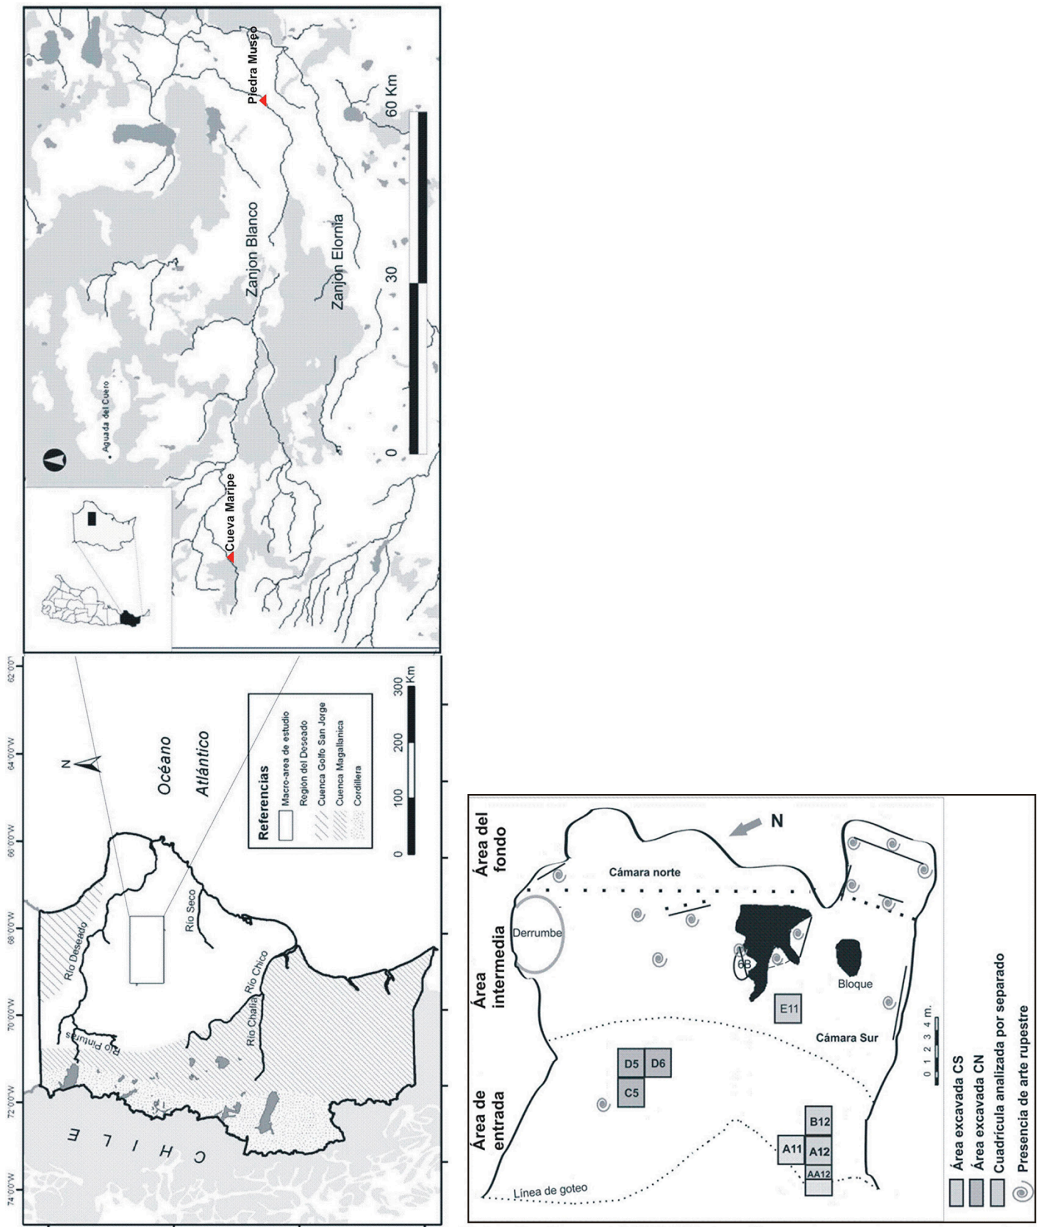 Piedra Museo
Zanjon Blanco
Zanjon Elornia
Aguada del Cuero
Cueva Maripe
0
30
60 Km
62°0'0"W
64°0'0"W
66°0'0"W
68°0'0"W
70°0'0"W
72°0'0"W
74°0'0"W
N
Océano
Atlántico
Referencias
Macro-area de estudio
Región del Deseado
Cuenca Golfo San Jorge
Cuenca Magallanica
Cordillera
0
100
200
300
Km
Río Deseado
Río Seco
Río Pinturas
Río Chico
Río Chalía
CHILE
Área del
fondo
Área
intermedia
Área de
entrada
N
Cámara norte
Derrumbe
6B
Bloque
E11
Cámara Sur
D5
D6
C5
B12
A11
A12
AA12
Línea de goteo
0 1 2 3 4 m.
Área excavada CS
Área excavada CN
Cuadrícula analizada por separado
Presencia de arte rupestre